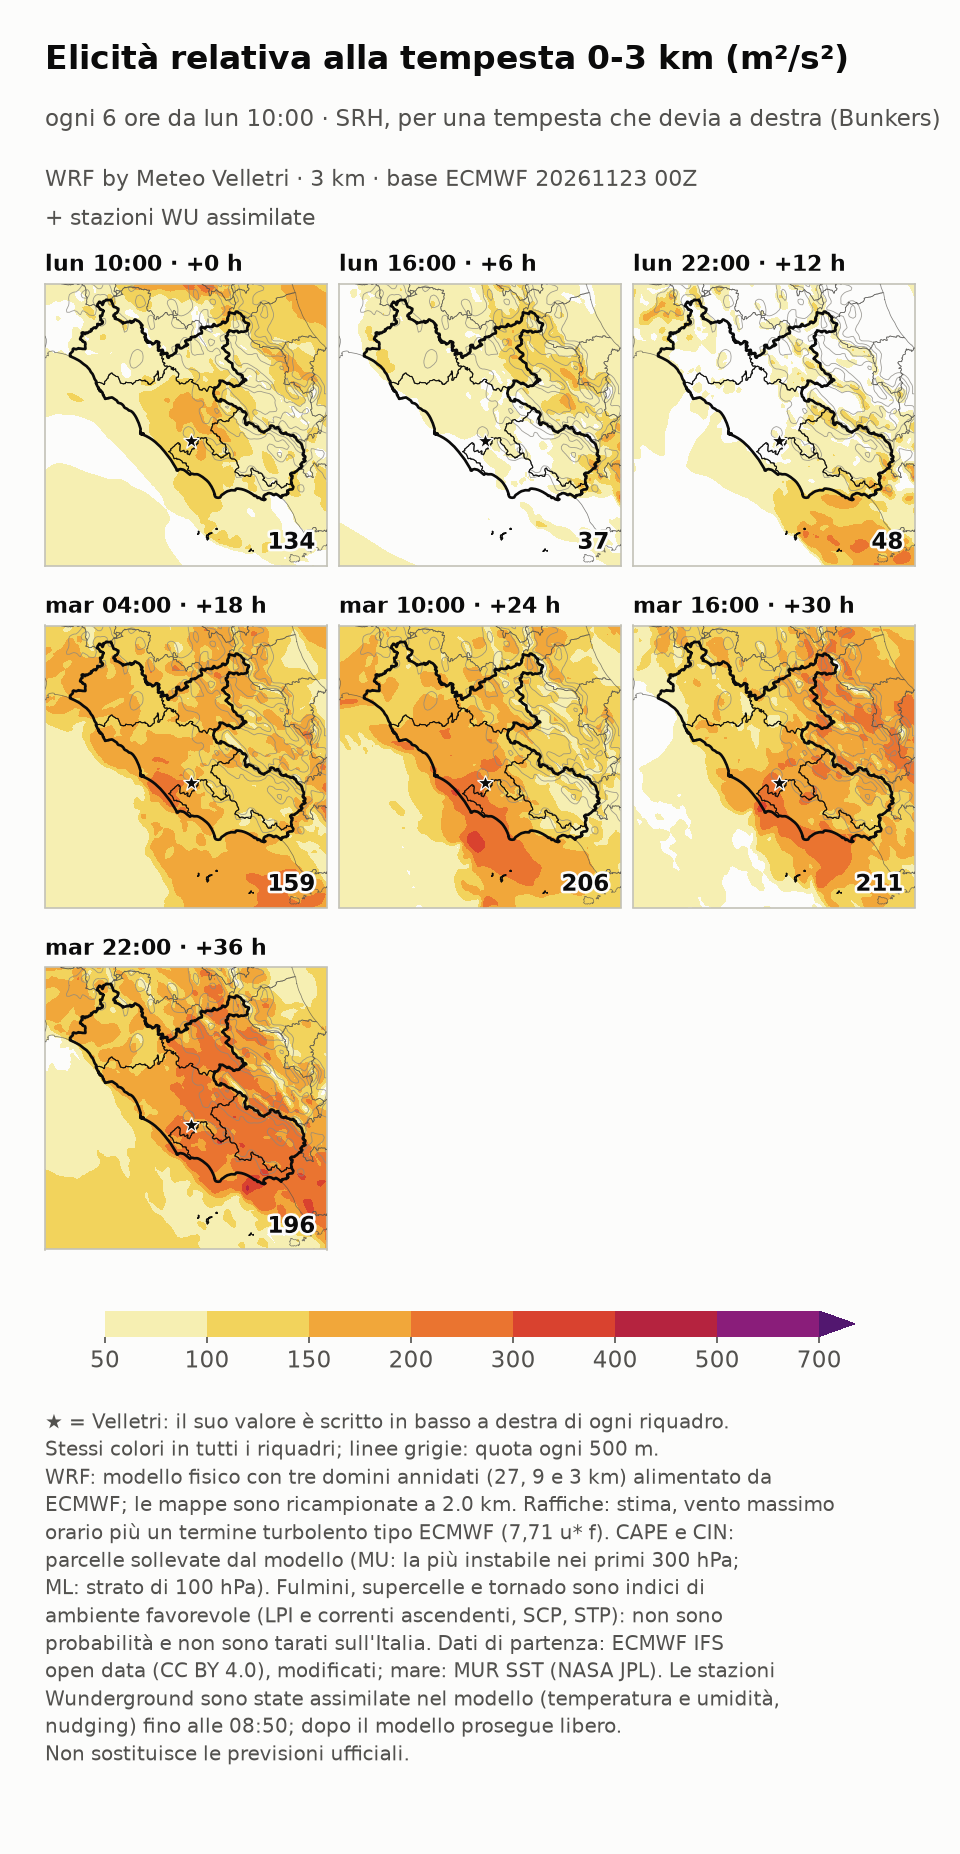 Elicità relativa alla tempesta 0-3 km (m²/s²)
ogni 6 ore da lun 10:00 · SRH, per una tempesta che devia a destra (Bunkers)
WRF by Meteo Velletri · 3 km · base ECMWF 20261123 00Z
+ stazioni WU assimilate
lun 10:00 · +0 h
lun 16:00 · +6 h
lun 22:00 · +12 h
134
37
48
mar 04:00 · +18 h
mar 10:00 · +24 h
mar 16:00 · +30 h
159
206
211
mar 22:00 · +36 h
196
50 100 150 200 300 400 500 700
★ = Velletri: il suo valore è scritto in basso a destra di ogni riquadro.
Stessi colori in tutti i riquadri; linee grigie: quota ogni 500 m.
WRF: modello fisico con tre domini annidati (27, 9 e 3 km) alimentato da
ECMWF; le mappe sono ricampionate a 2.0 km. Raffiche: stima, vento massimo
orario più un termine turbolento tipo ECMWF (7,71 u* f). CAPE e CIN:
parcelle sollevate dal modello (MU: la più instabile nei primi 300 hPa;
ML: strato di 100 hPa). Fulmini, supercelle e tornado sono indici di
ambiente favorevole (LPI e correnti ascendenti, SCP, STP): non sono
probabilità e non sono tarati sull'Italia. Dati di partenza: ECMWF IFS
open data (CC BY 4.0), modificati; mare: MUR SST (NASA JPL). Le stazioni
Wunderground sono state assimilate nel modello (temperatura e umidità,
nudging) fino alle 08:50; dopo il modello prosegue libero.
Non sostituisce le previsioni ufficiali.